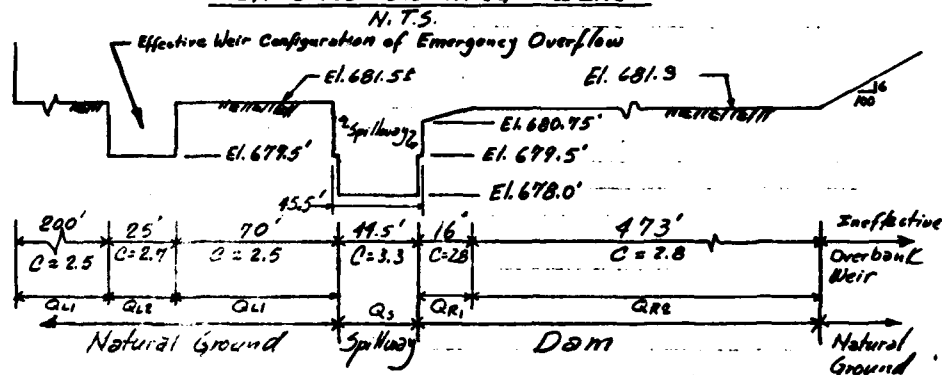 N.T.S.
Effective Weir Configuration of Emergency Overflow
El. 681.5±
El. 681.9
16
100
Spillway
El. 680.75'
El. 679.5'
El. 679.5'
El. 678.0'
45.5'
200' 25' 70' 44.5' 16' 473' Ineffective
C = 2.5 C=2.7 C = 2.5 C=3.3 C=2.8 C = 2.8 Overbank
Weir
QL1 QL2 QL1 Qs QR1 QR2
Natural Ground Spillway Dam Natural
Ground